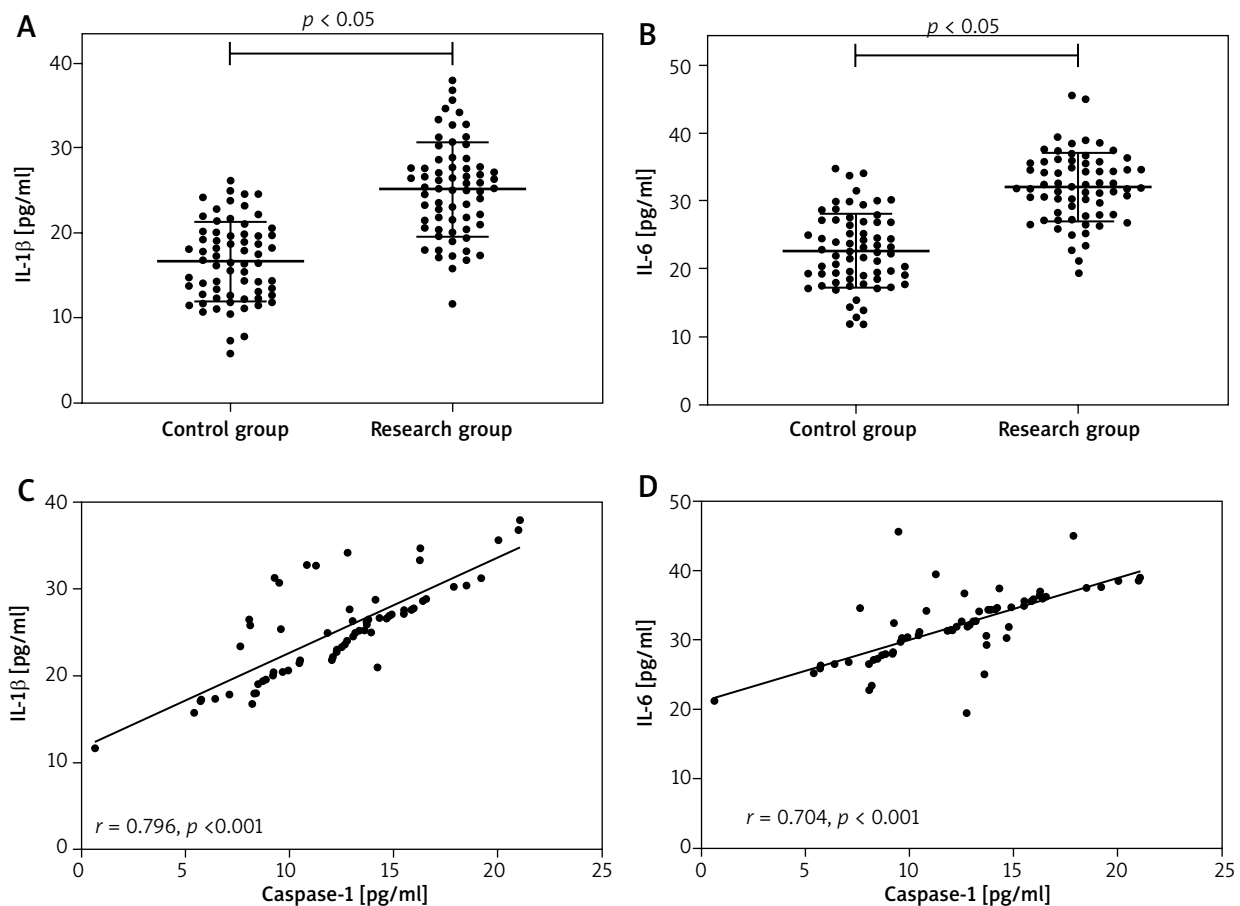 A
p < 0.05
IL-1β [pg/ml]
40
30
20
10
0
Control group
Research group
B
p < 0.05
IL-6 [pg/ml]
50
40
30
20
10
0
Control group
Research group
C
IL-1β [pg/ml]
40
30
20
10
0
r = 0.796, p <0.001
0 5 10 15 20 25
Caspase-1 [pg/ml]
D
IL-6 [pg/ml]
50
40
30
20
10
0
r = 0.704, p < 0.001
0 5 10 15 20 25
Caspase-1 [pg/ml]